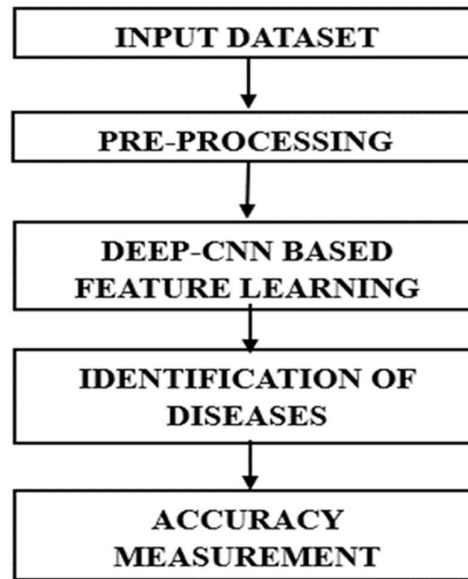 INPUT DATASET
PRE-PROCESSING
DEEP-CNN BASED
FEATURE LEARNING
IDENTIFICATION OF
DISEASES
ACCURACY
MEASUREMENT